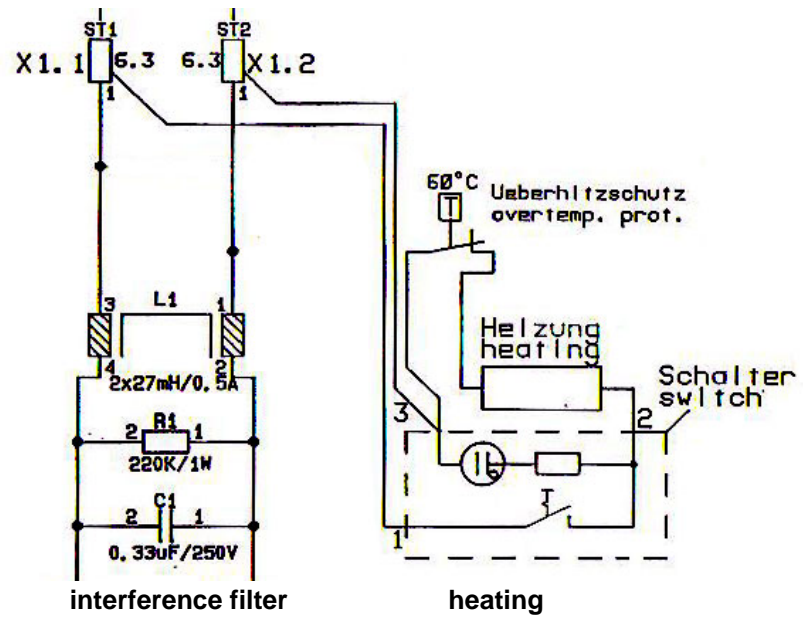 ST1 ST2
X1.1 6.3 6.3 X1.2
1 1
60°C
T
Ueberhitzschutz
overtemp. prot.
3 L1 1
4 2
2x27mH/0.5A
Heizung
heating
Schalter
switch
3 2
R1
2 1
220K/1W
C1
2 1
0.33uF/250V
1
interference filter heating